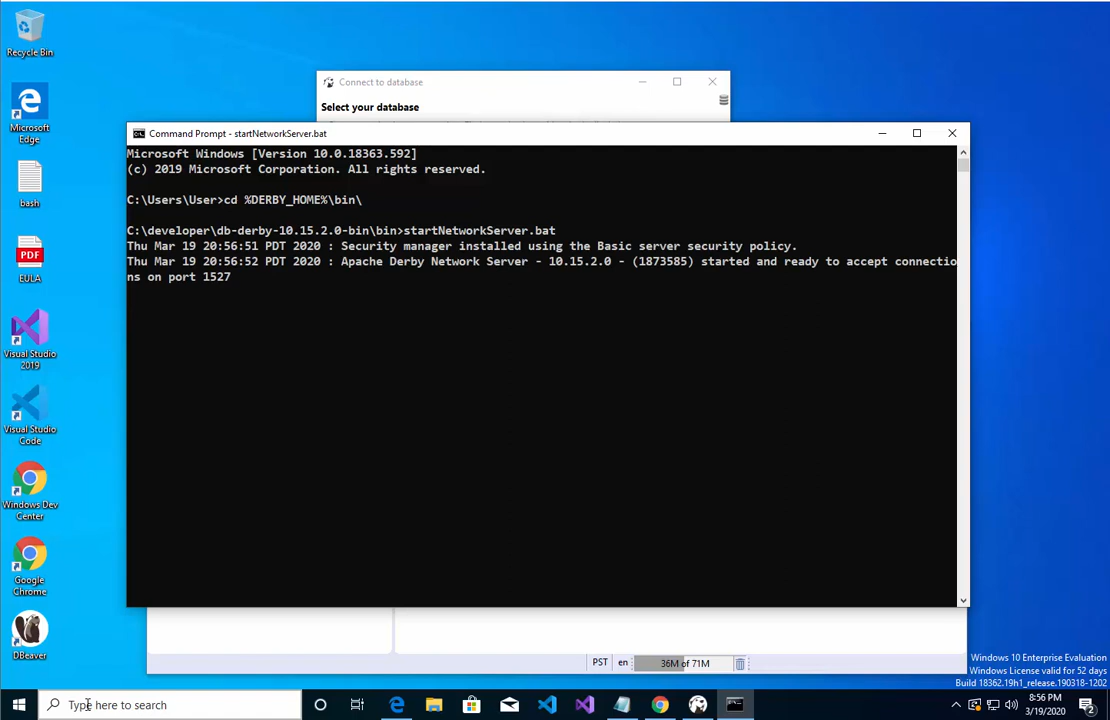 Recycle Bin
Microsoft
Edge
bash
PDF
EULA
Visual Studio
2019
Visual Studio
Code
Windows Dev
Center
Google
Chrome
DBeaver
Connect to database
Select your database
Command Prompt - startNetworkServer.bat
Microsoft Windows [Version 10.0.18363.592]
(c) 2019 Microsoft Corporation. All rights reserved.
C:\Users\User>cd %DERBY_HOME%\bin\
C:\developer\db-derby-10.15.2.0-bin\bin>startNetworkServer.bat
Thu Mar 19 20:56:51 PDT 2020 : Security manager installed using the Basic server security policy.
Thu Mar 19 20:56:52 PDT 2020 : Apache Derby Network Server - 10.15.2.0 - (1873585) started and ready to accept connectio
ns on port 1527
PST en 36M of 71M
Windows 10 Enterprise Evaluation
Windows License valid for 52 days
Build 18362.19h1_release.190318-1202
Type here to search
8:56 PM
3/19/2020
2